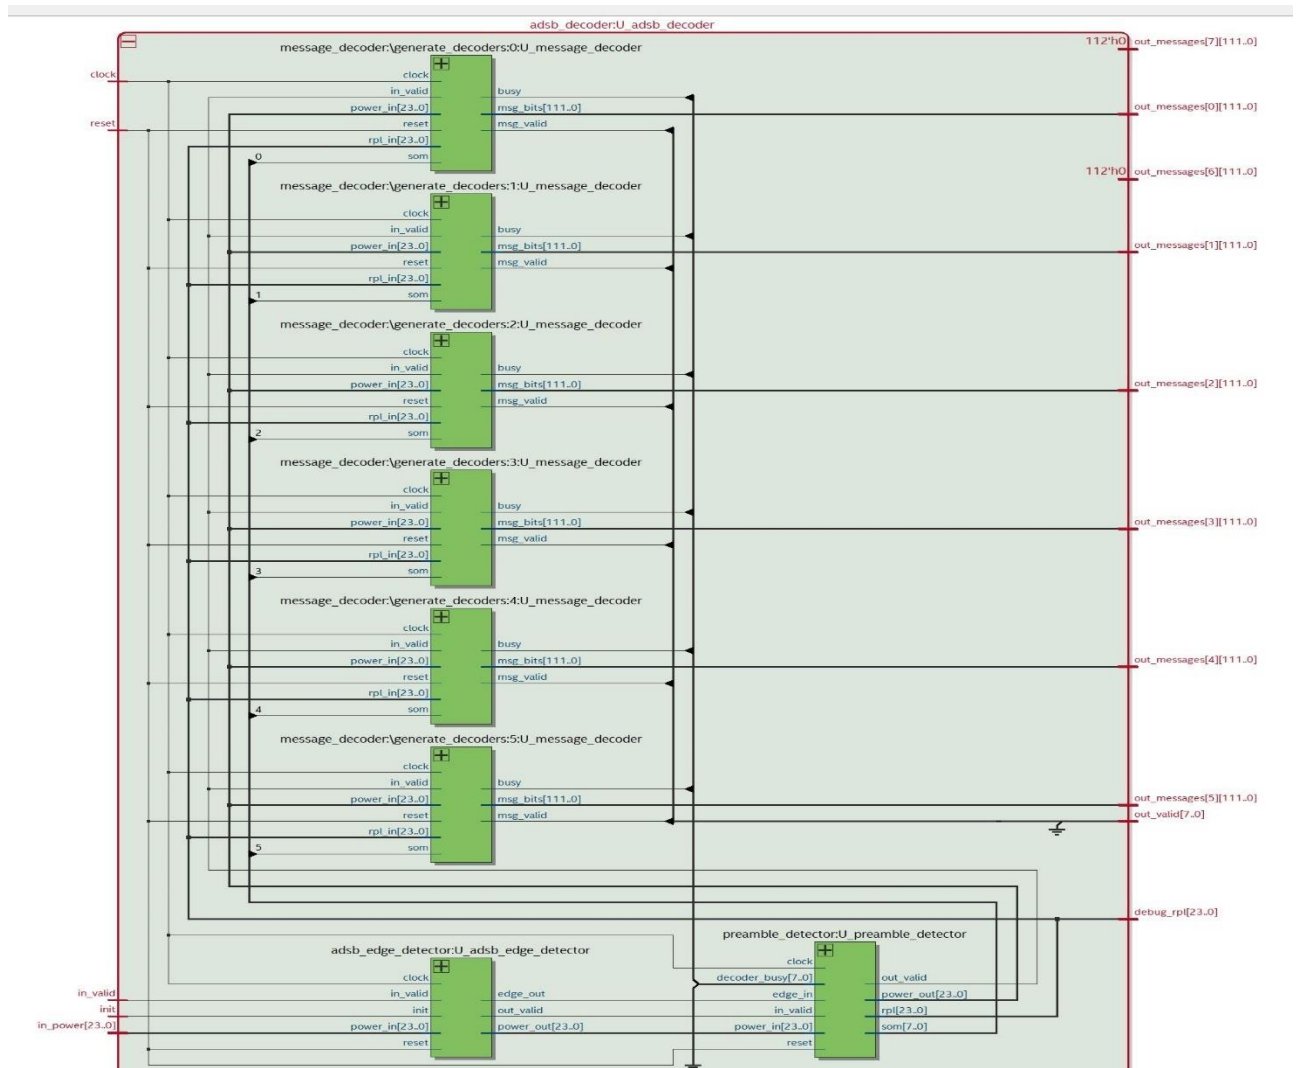 adsb_decoder:U_adsb_decoder
message_decoder:\generate_decoders:0:U_message_decoder
112'h0 out_messages[7][111..0]
clock
clock
in_valid
busy
power_in[23..0]
msg_bits[111..0]
out_messages[0][111..0]
reset
reset
msg_valid
rpl_in[23..0]
0
som
112'h0 out_messages[6][111..0]
message_decoder:\generate_decoders:1:U_message_decoder
clock
in_valid
busy
power_in[23..0]
msg_bits[111..0]
out_messages[1][111..0]
reset
msg_valid
rpl_in[23..0]
1
som
message_decoder:\generate_decoders:2:U_message_decoder
clock
in_valid
busy
power_in[23..0]
msg_bits[111..0]
out_messages[2][111..0]
reset
msg_valid
rpl_in[23..0]
2
som
message_decoder:\generate_decoders:3:U_message_decoder
clock
in_valid
busy
power_in[23..0]
msg_bits[111..0]
out_messages[3][111..0]
reset
msg_valid
rpl_in[23..0]
3
som
message_decoder:\generate_decoders:4:U_message_decoder
clock
in_valid
busy
power_in[23..0]
msg_bits[111..0]
out_messages[4][111..0]
reset
msg_valid
rpl_in[23..0]
4
som
message_decoder:\generate_decoders:5:U_message_decoder
clock
in_valid
busy
power_in[23..0]
msg_bits[111..0]
out_messages[5][111..0]
reset
msg_valid
out_valid[7..0]
rpl_in[23..0]
5
som
debug_rpl[23..0]
preamble_detector:U_preamble_detector
adsb_edge_detector:U_adsb_edge_detector
clock
clock
decoder_busy[7..0]
out_valid
in_valid
in_valid
edge_out
edge_in
power_out[23..0]
init
init
out_valid
in_valid
rpl[23..0]
in_power[23..0]
power_in[23..0]
power_out[23..0]
power_in[23..0]
som[7..0]
reset
reset